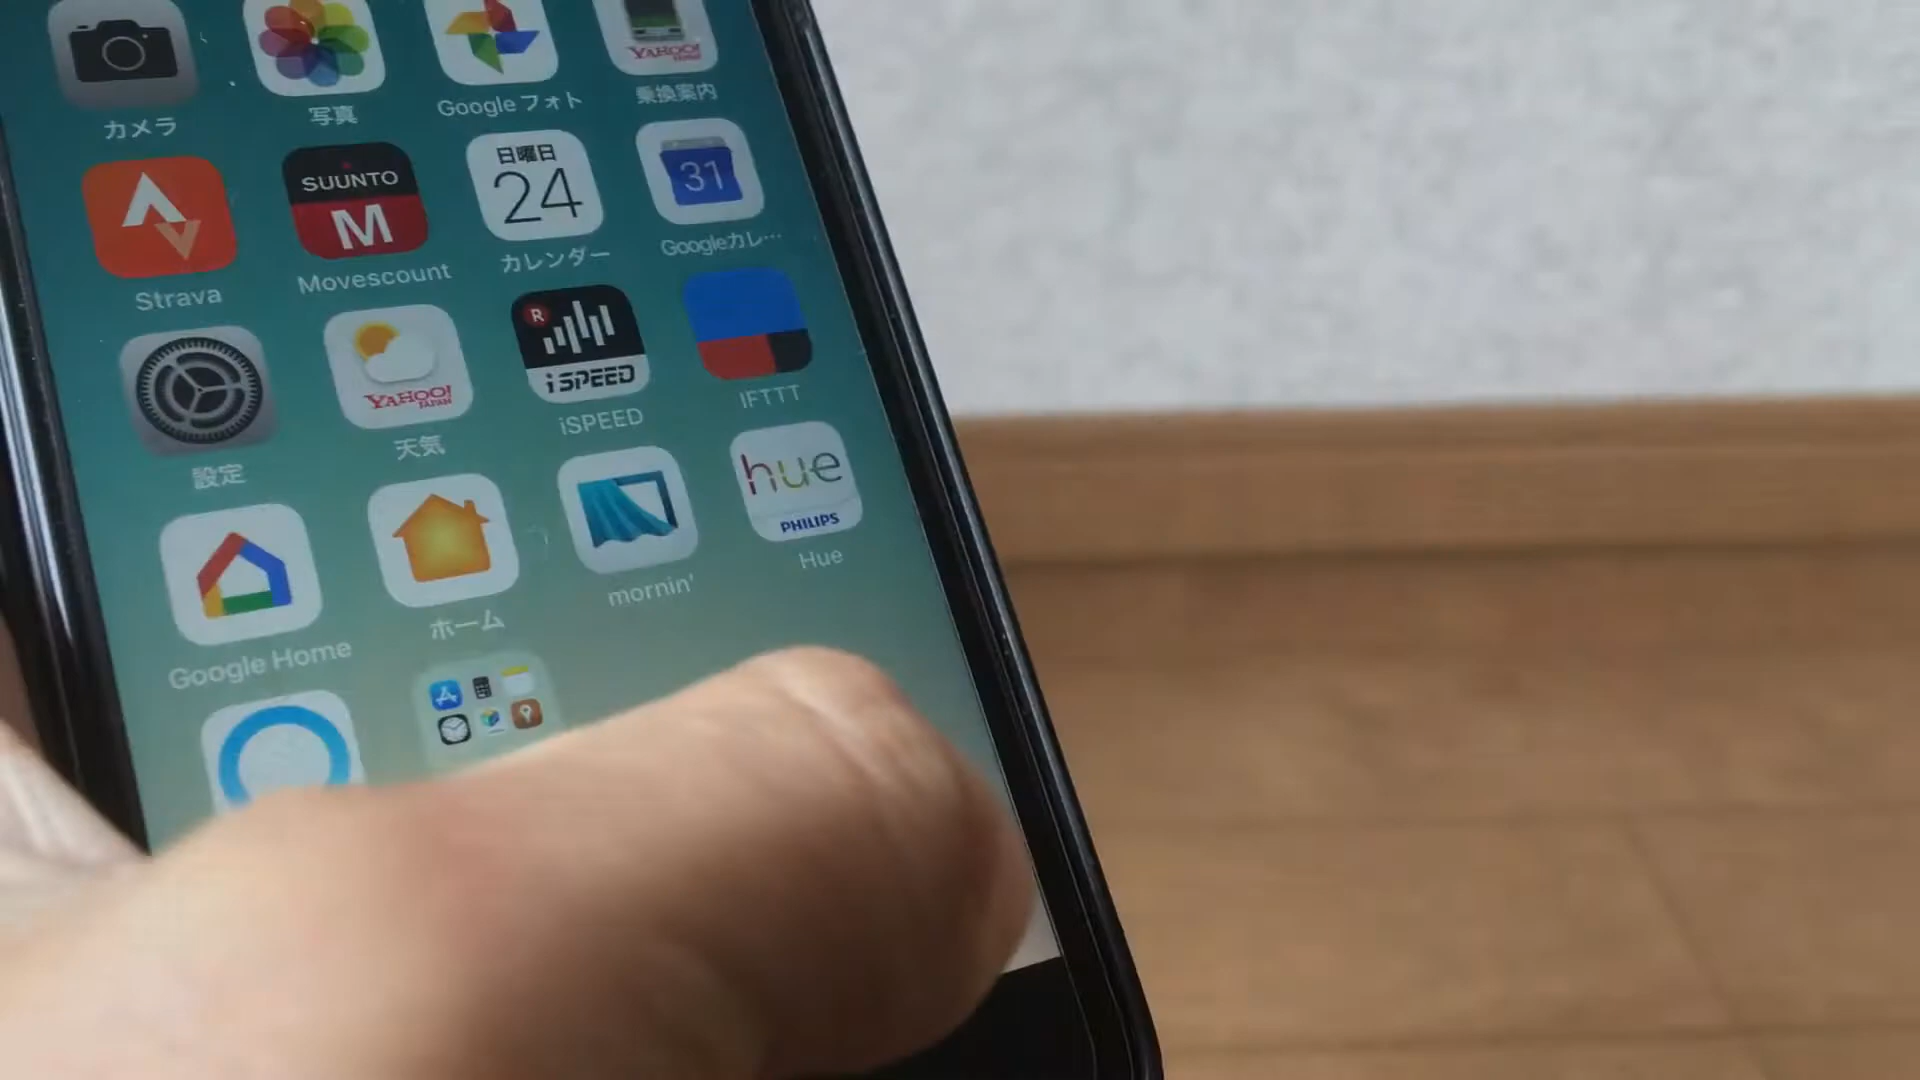 YAHOO!
JAPAN
カメラ
写真
Googleフォト
乗換案内
SUUNTO
M
日曜日
24
31
Strava
Movescount
カレンダー
Googleカレ…
YAHOO!
JAPAN
R
iSPEED
設定
天気
iSPEED
IFTTT
hue
PHILIPS
Google Home
ホーム
mornin'
Hue